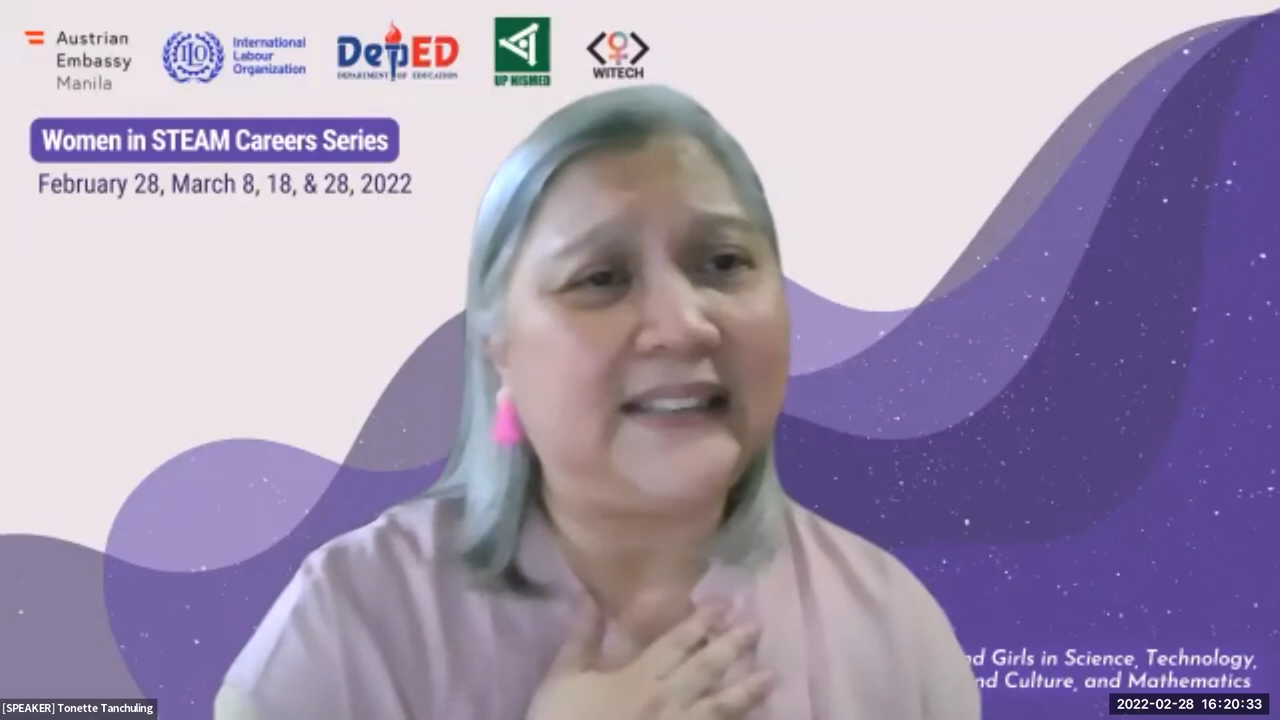 Austrian
Embassy
Manila
International
Labour
Organization
DepED
DEPARTMENT OF EDUCATION
UP NISMED
WITECH
Women in STEAM Careers Series
February 28, March 8, 18, & 28, 2022
nd Girls in Science, Technology,
nd Culture, and Mathematics
[SPEAKER] Tonette Tanchuling
2022-02-28 16:20:33